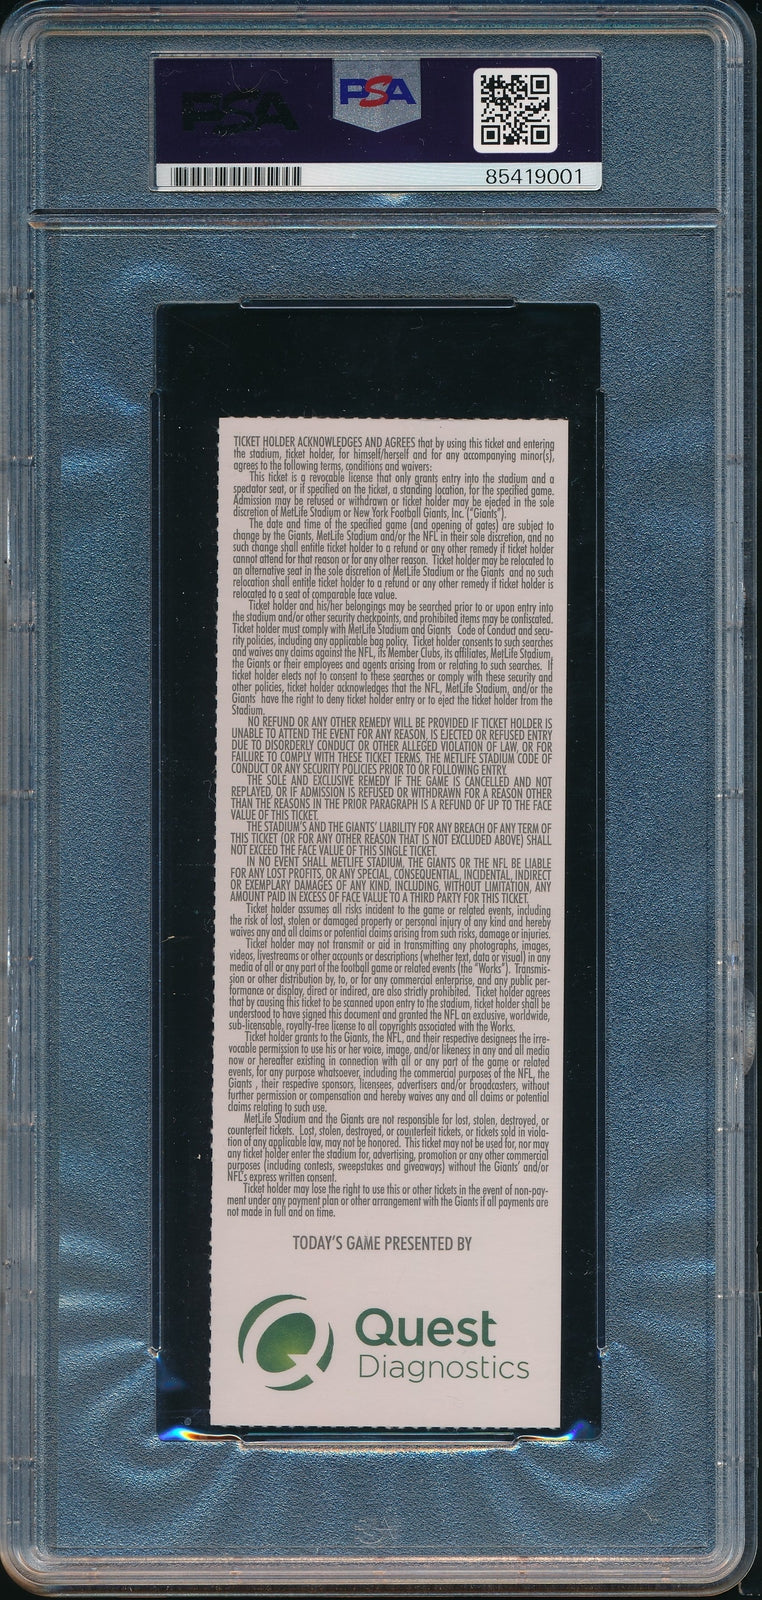 PSA
PSA
85419001
TICKET HOLDER ACKNOWLEDGES AND AGREES that by using this ticket and entering
the stadium, ticket holder, for himself/herself and for any accompanying minor(s),
agrees to the following terms, conditions and waivers:
This ticket is a revocable license that only grants entry into the stadium and a
spectator seat, or if specified on the ticket, a standing location, for the specified game.
Admission may be refused or withdrawn or ticket holder may be ejected in the sole
discretion of MetLife Stadium or New York Football Giants, Inc. ("Giants").
The date and time of the specified game (and opening of gates) are subject to
change by the Giants, MetLife Stadium and/or the NFL in their sole discretion, and no
such change shall entitle ticket holder to a refund or any other remedy if ticket holder
cannot attend for that reason or for any other reason. Ticket holder may be relocated to
an alternative seat in the sole discretion of MetLife Stadium or the Giants and no such
relocation shall entitle ticket holder to a refund or any other remedy if ticket holder is
relocated to a seat of comparable face value.
Ticket holder and his/her belongings may be searched prior to or upon entry into
the stadium and/or other security checkpoints, and prohibited items may be confiscated.
Ticket holder must comply with MetLife Stadium and Giants Code of Conduct and secu-
rity policies, including any applicable bag policy. Ticket holder consents to such searches
and waives any claims against the NFL, its Member Clubs, its affiliates, MetLife Stadium,
the Giants or their employees and agents arising from or relating to such searches. If
ticket holder elects not to consent to these searches or comply with these security and
other policies, ticket holder acknowledges that the NFL, MetLife Stadium, and/or the
Giants have the right to deny ticket holder entry or to eject the ticket holder from the
Stadium.
NO REFUND OR ANY OTHER REMEDY WILL BE PROVIDED IF TICKET HOLDER IS
UNABLE TO ATTEND THE EVENT FOR ANY REASON, IS EJECTED OR REFUSED ENTRY
DUE TO DISORDERLY CONDUCT OR OTHER ALLEGED VIOLATION OF LAW, OR FOR
FAILURE TO COMPLY WITH THESE TICKET TERMS, THE METLIFE STADIUM CODE OF
CONDUCT OR ANY SECURITY POLICIES PRIOR TO OR FOLLOWING ENTRY.
THE SOLE AND EXCLUSIVE REMEDY IF THE GAME IS CANCELLED AND NOT
REPLAYED, OR IF ADMISSION IS REFUSED OR WITHDRAWN FOR A REASON OTHER
THAN THE REASONS IN THE PRIOR PARAGRAPH IS A REFUND OF UP TO THE FACE
VALUE OF THIS TICKET.
THE STADIUM'S AND THE GIANTS' LIABILITY FOR ANY BREACH OF ANY TERM OF
THIS TICKET (OR FOR ANY OTHER REASON THAT IS NOT EXCLUDED ABOVE) SHALL
NOT EXCEED THE FACE VALUE OF THIS SINGLE TICKET.
IN NO EVENT SHALL METLIFE STADIUM, THE GIANTS OR THE NFL BE LIABLE
FOR ANY LOST PROFITS, OR ANY SPECIAL, CONSEQUENTIAL, INCIDENTAL, INDIRECT
OR EXEMPLARY DAMAGES OF ANY KIND, INCLUDING, WITHOUT LIMITATION, ANY
AMOUNT PAID IN EXCESS OF FACE VALUE TO A THIRD PARTY FOR THIS TICKET.
Ticket holder assumes all risks incident to the game or related events, including
the risk of lost, stolen or damaged property or personal injury of any kind and hereby
waives any and all claims or potential claims arising from such risks, damage or injuries.
Ticket holder may not transmit or aid in transmitting any photographs, images,
videos, livestreams or other accounts or descriptions (whether text, data or visual) in any
media of all or any part of the football game or related events (the "Works"). Transmis-
sion or other distribution by, to, or for any commercial enterprise, and any public per-
formance or display, direct or indirect, are also strictly prohibited. Ticket holder agrees
that by causing this ticket to be scanned upon entry to the stadium, ticket holder shall be
understood to have signed this document and granted the NFL an exclusive, worldwide,
sub-licensable, royalty-free license to all copyrights associated with the Works.
Ticket holder grants to the Giants, the NFL, and their respective designees the irre-
vocable permission to use his or her voice, image, and/or likeness in any and all media
now or hereafter existing in connection with all or any part of the game or related
events, for any purpose whatsoever, including the commercial purposes of the NFL, the
Giants , their respective sponsors, licensees, advertisers and/or broadcasters, without
further permission or compensation and hereby waives any and all claims or potential
claims relating to such use.
MetLife Stadium and the Giants are not responsible for lost, stolen, destroyed, or
counterfeit tickets. Lost, stolen, destroyed, or counterfeit tickets, or tickets sold in viola-
tion of any applicable law, may not be honored. This ticket may not be used for, nor may
any ticket holder enter the stadium for, advertising, promotion or any other commercial
purposes (including contests, sweepstakes and giveaways) without the Giants' and/or
NFL's express written consent.
Ticket holder may lose the right to use this or other tickets in the event of non-pay-
ment under any payment plan or other arrangement with the Giants if all payments are
not made in full and on time.
TODAY'S GAME PRESENTED BY
Quest
Diagnostics